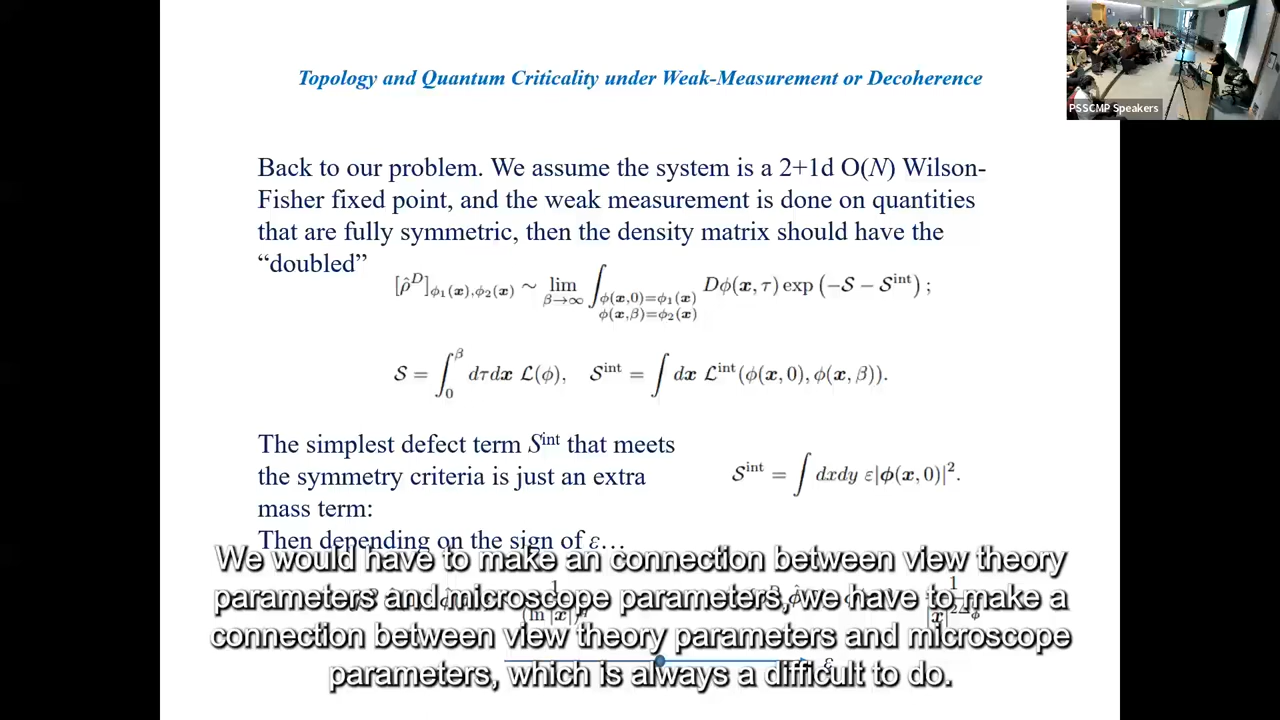 Topology and Quantum Criticality under Weak-Measurement or Decoherence
PSSCMP Speakers
Back to our problem. We assume the system is a 2+1d O(N) Wilson-
Fisher fixed point, and the weak measurement is done on quantities
that are fully symmetric, then the density matrix should have the
“doubled”
[ρ̂^D]_{ϕ₁(x),ϕ₂(x)} ∼ lim_{β→∞} ∫_{ϕ(x,0)=ϕ₁(x) ϕ(x,β)=ϕ₂(x)} Dϕ(x,τ) exp (−S − S^int) ;
S = ∫_0^β dτdx L(ϕ), S^int = ∫ dx L^int(ϕ(x,0), ϕ(x,β)).
The simplest defect term S^int that meets
the symmetry criteria is just an extra
mass term:
S^int = ∫ dxdy ε|ϕ(x,0)|².
Then depending on the sign of ε…
We would have to make an connection between view theory
parameters and microscope parameters, we have to make a
connection between view theory parameters and microscope
parameters, which is always a difficult to do.